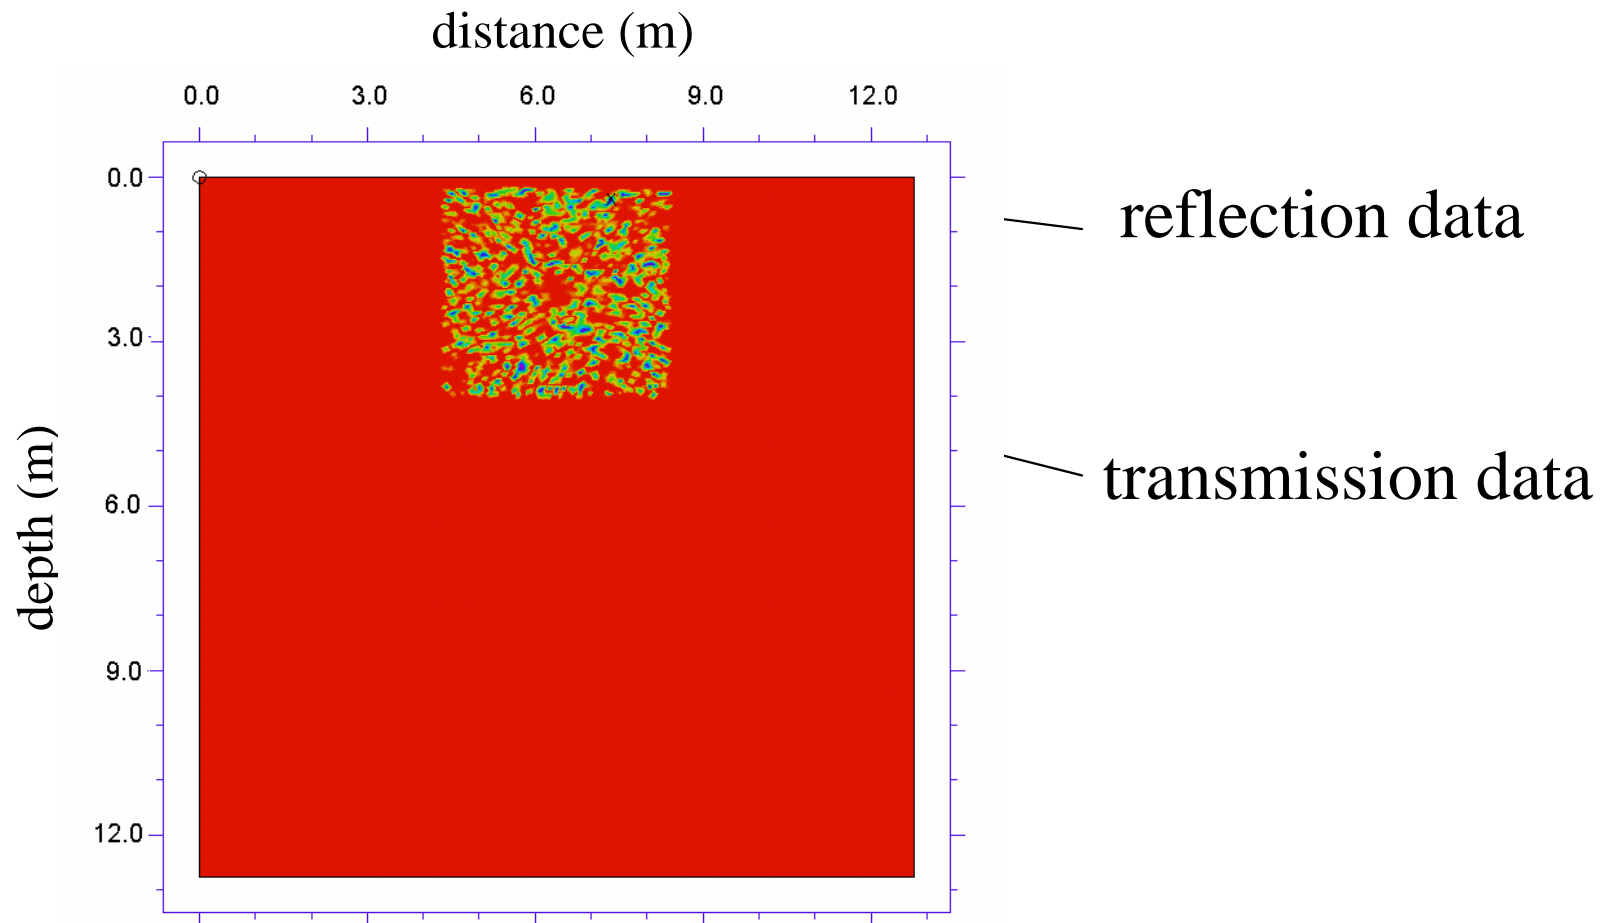 distance (m)
0.0 3.0 6.0 9.0 12.0
0.0
reflection data
3.0
depth (m)
transmission data
6.0
9.0
12.0